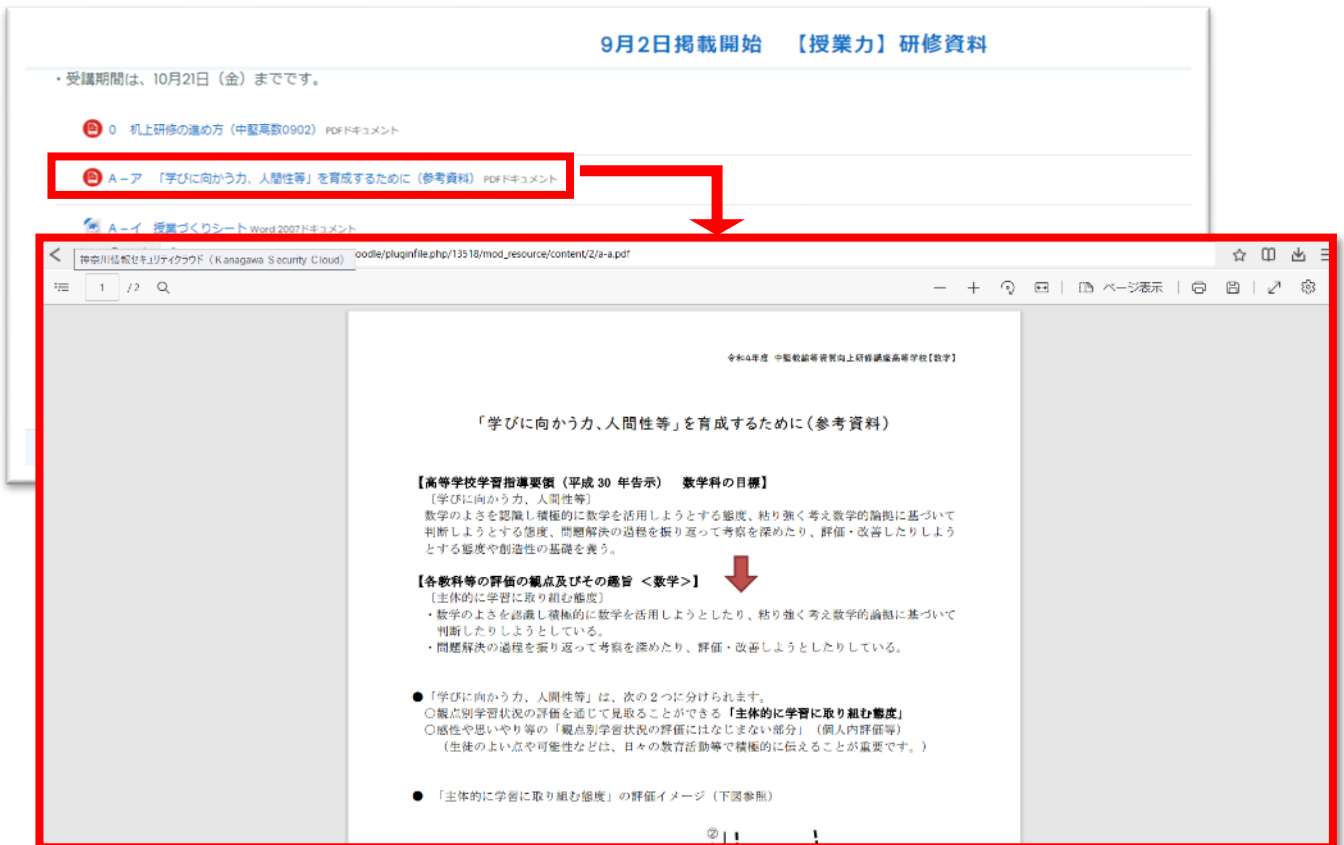 9月2日掲載開始　【授業力】研修資料
・受講期間は、10月21日（金）までです。
0　机上研修の進め方（中堅高数0902） PDFドキュメント
A－ア　「学びに向かう力、人間性等」を育成するために（参考資料） PDFドキュメント
A－イ　授業づくりシート Word 2007ドキュメント
神奈川情報セキュリティクラウド（Kanagawa Security Cloud）
oodle/pluginfile.php/13518/mod_resource/content/2/a-a.pdf
1 /2
ページ表示
令和4年度 中堅教諭等資質向上研修講座高等学校【数学】
「学びに向かう力、人間性等」を育成するために（参考資料）
【高等学校学習指導要領（平成 30 年告示）　数学科の目標】
〔学びに向かう力、人間性等〕
数学のよさを認識し積極的に数学を活用しようとする態度、粘り強く考え数学的論拠に基づいて
判断しようとする態度、問題解決の過程を振り返って考察を深めたり、評価・改善したりしよう
とする態度や創造性の基礎を養う。
【各教科等の評価の観点及びその趣旨 ＜数学＞】
〔主体的に学習に取り組む態度〕
・数学のよさを認識し積極的に数学を活用しようとしたり、粘り強く考え数学的論拠に基づいて
判断したりしようとしている。
・問題解決の過程を振り返って考察を深めたり、評価・改善しようとしたりしている。
●「学びに向かう力、人間性等」は、次の２つに分けられます。
○観点別学習状況の評価を通じて見取ることができる「主体的に学習に取り組む態度」
○感性や思いやり等の「観点別学習状況の評価にはなじまない部分」（個人内評価等）
（生徒のよい点や可能性などは、日々の教育活動等で積極的に伝えることが重要です。）
● 「主体的に学習に取り組む態度」の評価イメージ（下図参照）
②